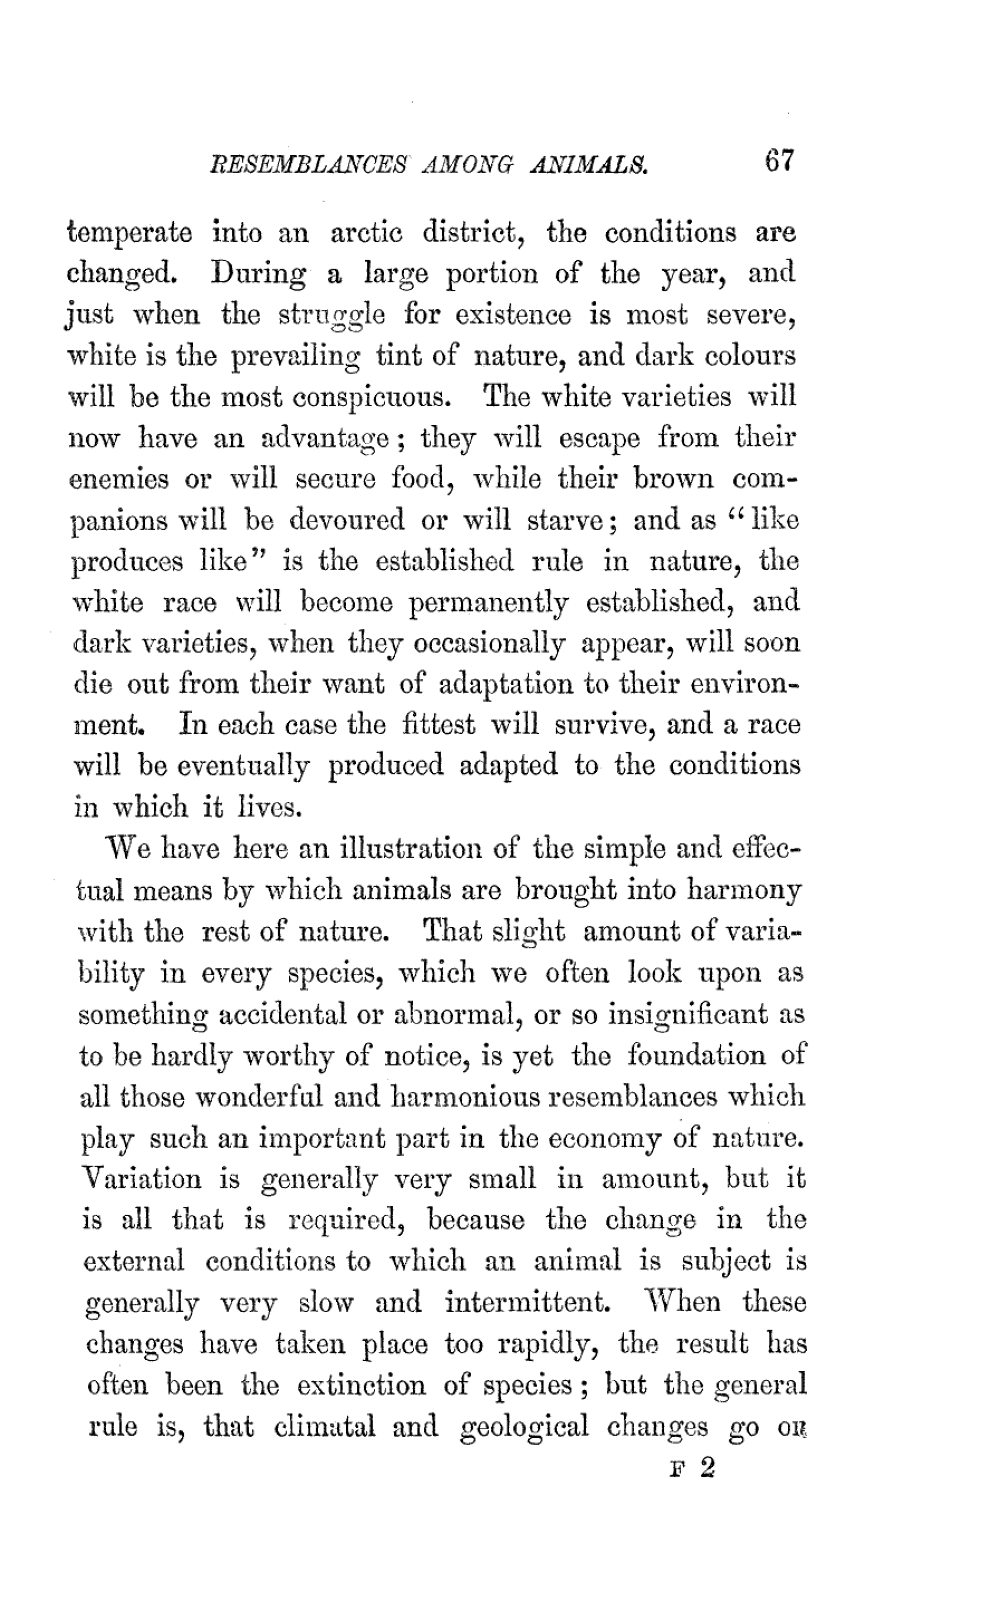 RESEMBLANCES AMONG ANIMALS. 67
temperate into an arctic district, the conditions are
changed. During a large portion of the year, and
just when the struggle for existence is most severe,
white is the prevailing tint of nature, and dark colours
will be the most conspicuous. The white varieties will
now have an advantage; they will escape from their
enemies or will secure food, while their brown com-
panions will be devoured or will starve; and as “like
produces like” is the established rule in nature, the
white race will become permanently established, and
dark varieties, when they occasionally appear, will soon
die out from their want of adaptation to their environ-
ment. In each case the fittest will survive, and a race
will be eventually produced adapted to the conditions
in which it lives.
We have here an illustration of the simple and effec-
tual means by which animals are brought into harmony
with the rest of nature. That slight amount of varia-
bility in every species, which we often look upon as
something accidental or abnormal, or so insignificant as
to be hardly worthy of notice, is yet the foundation of
all those wonderful and harmonious resemblances which
play such an important part in the economy of nature.
Variation is generally very small in amount, but it
is all that is required, because the change in the
external conditions to which an animal is subject is
generally very slow and intermittent. When these
changes have taken place too rapidly, the result has
often been the extinction of species; but the general
rule is, that climatal and geological changes go on
F 2